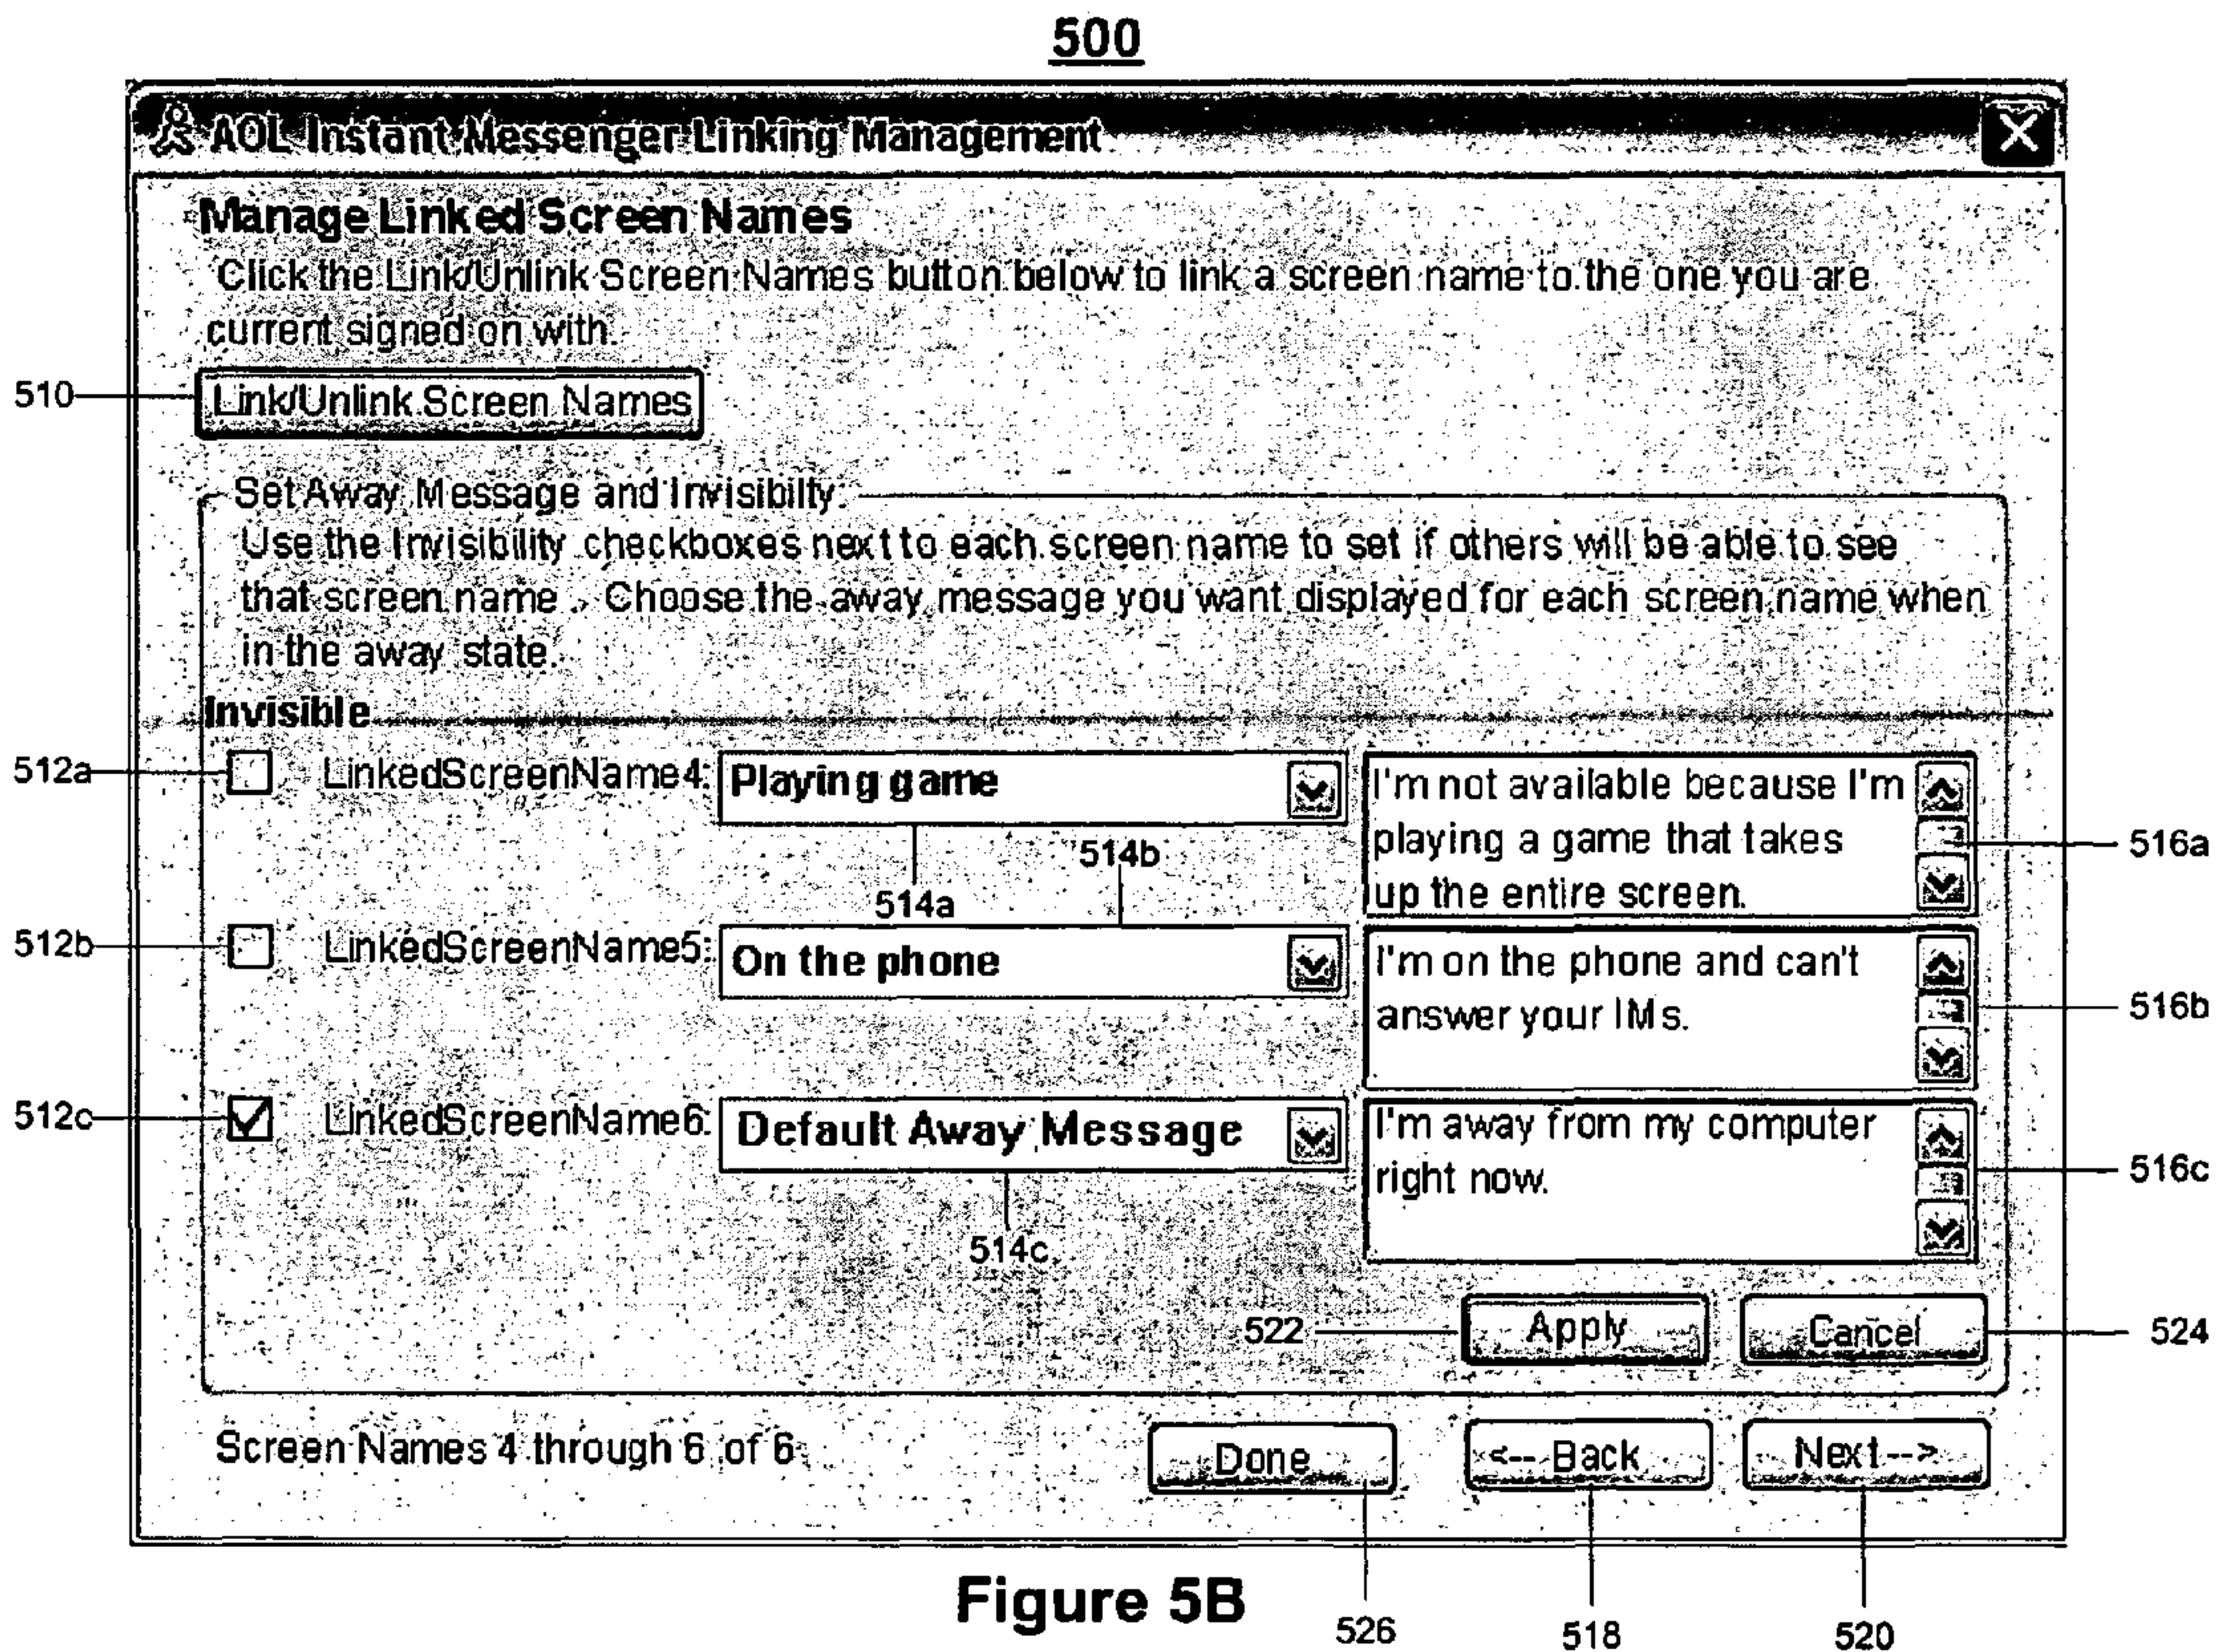 500
AOL Instant Messenger Linking Management
Manage Linked Screen Names
Click the Link/Unlink Screen Names button below to link a screen name to the one you are
current signed on with.
510
Link/Unlink Screen Names
Set Away Message and Invisibilty
Use the Invisibility checkboxes next to each screen name to set if others will be able to see
that screen name. Choose the away message you want displayed for each screen name when
in the away state.
Invisible
512a LinkedScreenName4: Playing game
I'm not available because I'm
playing a game that takes
up the entire screen.
516a
514a
514b
512b LinkedScreenName5: On the phone
I'm on the phone and can't
answer your IMs.
516b
512c LinkedScreenName6: Default Away Message
I'm away from my computer
right now.
516c
514c
522 Apply Cancel 524
Screen Names 4 through 6 of 6 Done <-- Back Next-->
Figure 5B
526 518 520